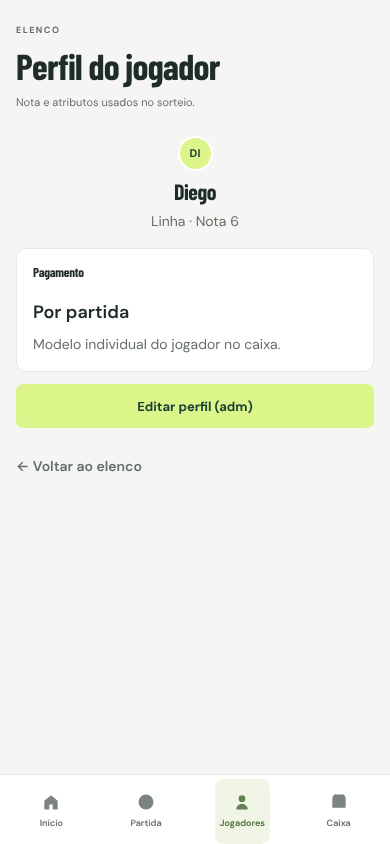 ELENCO
Perfil do jogador
Nota e atributos usados no sorteio.
DI
Diego
Linha · Nota 6
Pagamento
Por partida
Modelo individual do jogador no caixa.
Editar perfil (adm)
← Voltar ao elenco
Início
Partida
Jogadores
Caixa